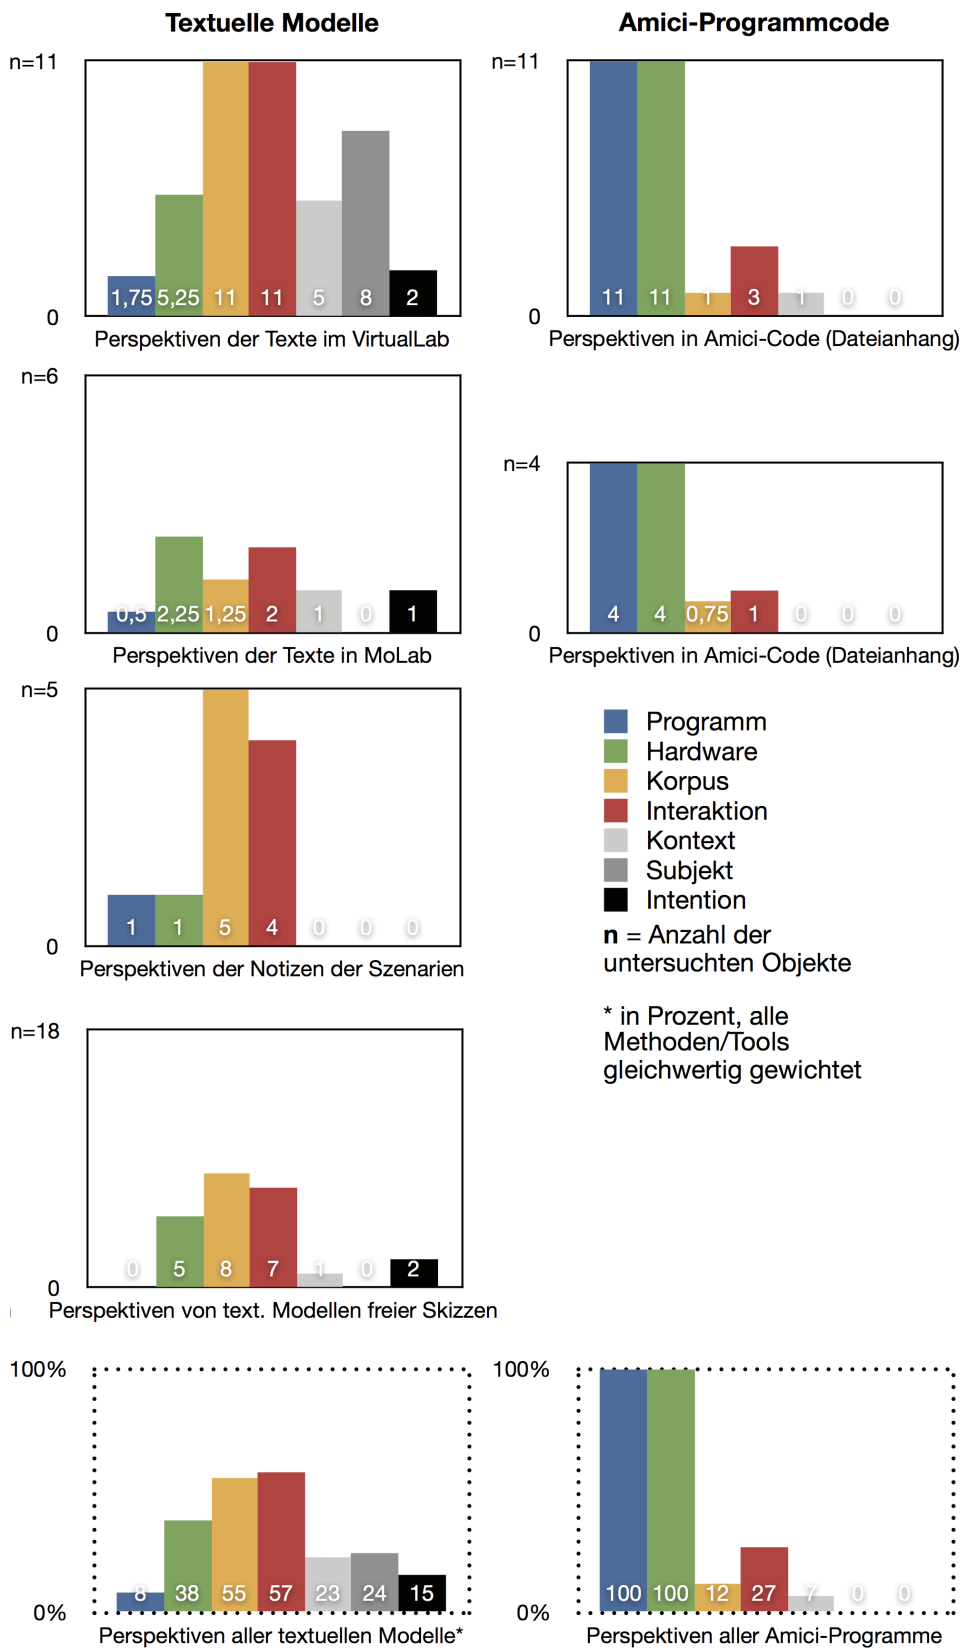 Textuelle Modelle
n=11
1,75 5,25 11 11 5 8 2
0
Perspektiven der Texte im VirtualLab
n=6
0,5 2,25 1,25 2 1 0 1
0
Perspektiven der Texte in MoLab
n=5
1 1 5 4 0 0 0
0
Perspektiven der Notizen der Szenarien
n=18
0 5 8 7 1 0 2
0
Perspektiven von text. Modellen freier Skizzen
100%
8 38 55 57 23 24 15
0%
Perspektiven aller textuellen Modelle*
Amici-Programmcode
n=11
11 11 1 3 1 0 0
0
Perspektiven in Amici-Code (Dateianhang)
n=4
4 4 0,75 1 0 0 0
0
Perspektiven in Amici-Code (Dateianhang)
Programm
Hardware
Korpus
Interaktion
Kontext
Subjekt
Intention
n = Anzahl der
untersuchten Objekte
* in Prozent, alle
Methoden/Tools
gleichwertig gewichtet
100%
100 100 12 27 7 0 0
0%
Perspektiven aller Amici-Programme